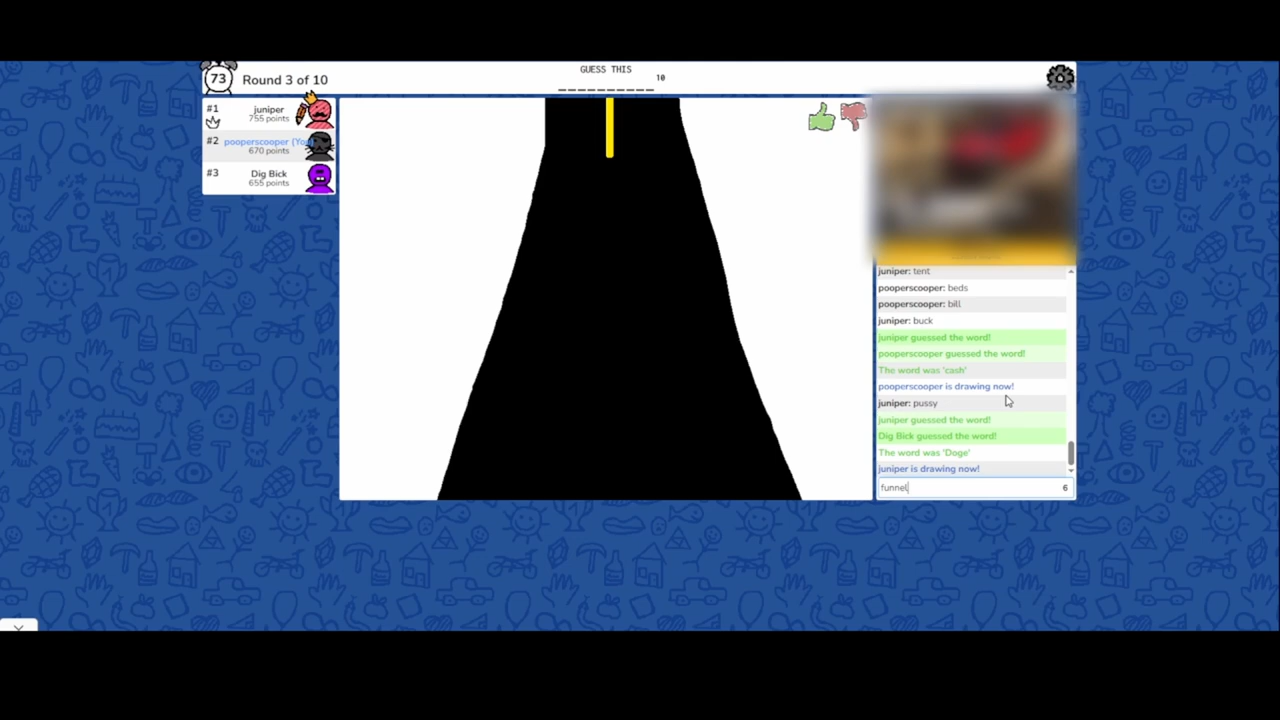 73
Round 3 of 10
GUESS THIS
__________ 10
#1
juniper
755 points
#2
pooperscooper (You
670 points
#3
Dig Bick
655 points
juniper: tent
pooperscooper: beds
pooperscooper: bill
juniper: buck
juniper guessed the word!
pooperscooper guessed the word!
The word was 'cash'
pooperscooper is drawing now!
juniper: pussy
juniper guessed the word!
Dig Bick guessed the word!
The word was 'Doge'
juniper is drawing now!
funnel 6